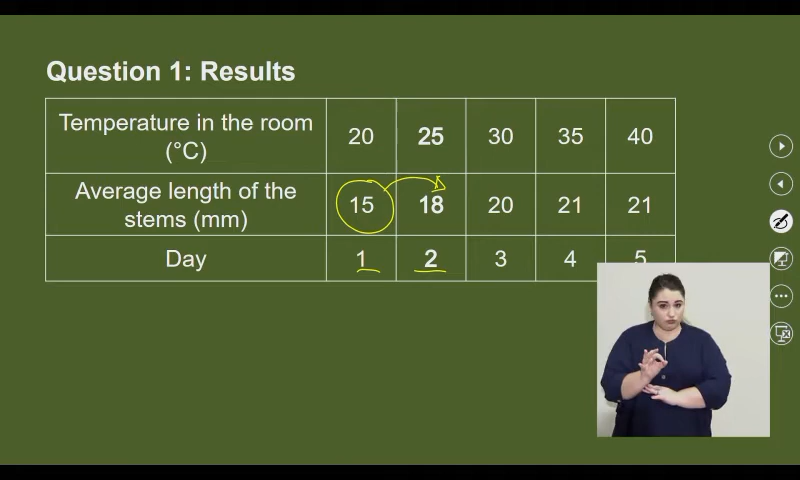 Question 1: Results
Temperature in the room (°C) 20 25 30 35 40
Average length of the stems (mm) 15 18 20 21 21
Day 1 2 3 4 5